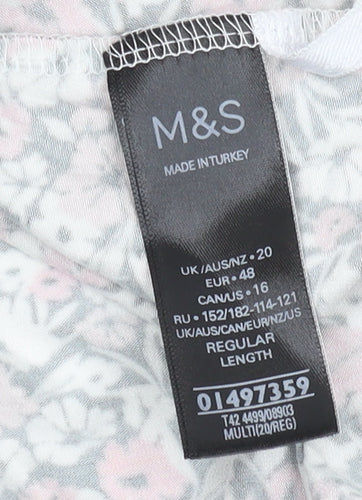 M&S
MADE IN TURKEY
UK/AUS/NZ • 20
EUR • 48
CAN/US • 16
RU • 152/182-114-121
UK/AUS/CAN/EUR/NZ/US
REGULAR
LENGTH
01497359
T42 4499/08903
MULTI(20/REG)